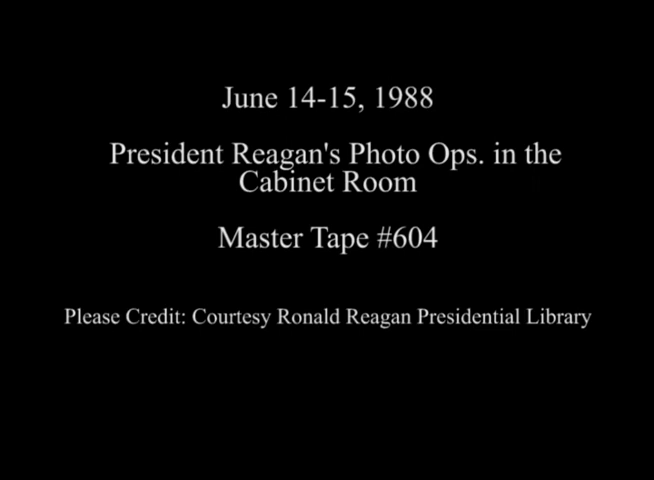 June 14-15, 1988
President Reagan's Photo Ops. in the
Cabinet Room
Master Tape #604
Please Credit: Courtesy Ronald Reagan Presidential Library